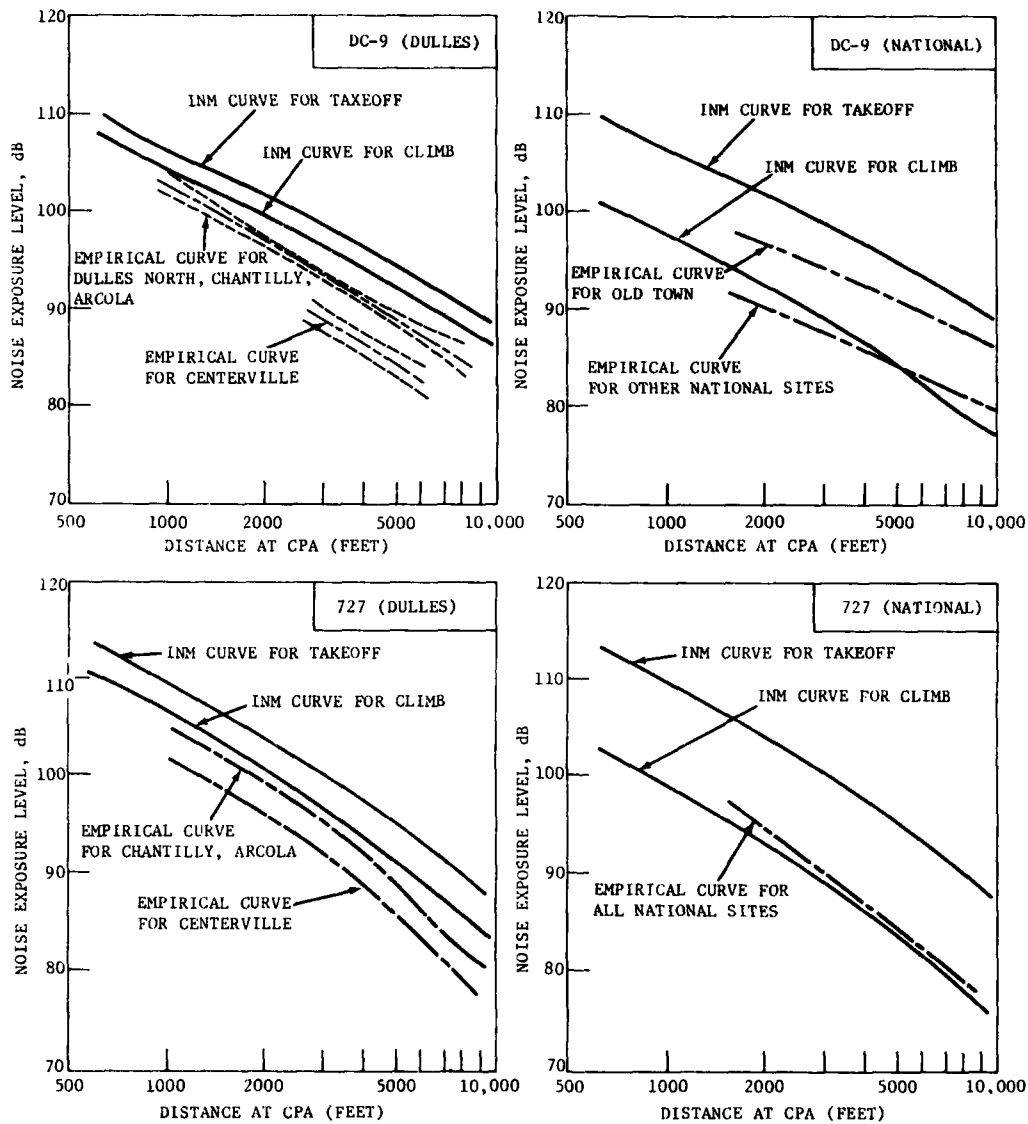 DC-9 (DULLES)
120
110
100
90
80
70
NOISE EXPOSURE LEVEL, dB
INM CURVE FOR TAXEOFF
INM CURVE FOR CLIMB
EMPIRICAL CURVE FOR
DULLES NORTH, CHANTILLY,
ARCOLA
EMPIRICAL CURVE
FOR CENTERVILLE
500
1000
2000
5000
10,000
DISTANCE AT CPA (FEET)
DC-9 (NATIONAL)
120
110
100
90
80
70
NOISE EXPOSURE LEVEL, dB
INM CURVE FOR TAKEOFF
INM CURVE FOR CLIMB
EMPIRICAL CURVE
FOR OLD TOWN
EMPIRICAL CURVE
FOR OTHER NATIONAL SITES
500
1000
2000
5000
10,000
DISTANCE AT CPA (FEET)
727 (DULLES)
120
110
100
90
80
70
NOISE EXPOSURE LEVEL, dB
INM CURVE FOR TAKEOFF
INM CURVE FOR CLIMB
EMPIRICAL CURVE
FOR CHANTILLY, ARCOLA
EMPIRICAL CURVE
FOR CENTERVILLE
500
1000
2000
5000
10,000
DISTANCE AT CPA (FEET)
727 (NATIONAL)
120
110
100
90
80
70
NOISE EXPOSURE LEVEL, dB
INM CURVE FOR TAKEOFF
INM CURVE FOR CLIMB
EMPIRICAL CURVE FOR
ALL NATIONAL SITES
500
1000
2000
5000
10,000
DISTANCE AT CPA (FEET)